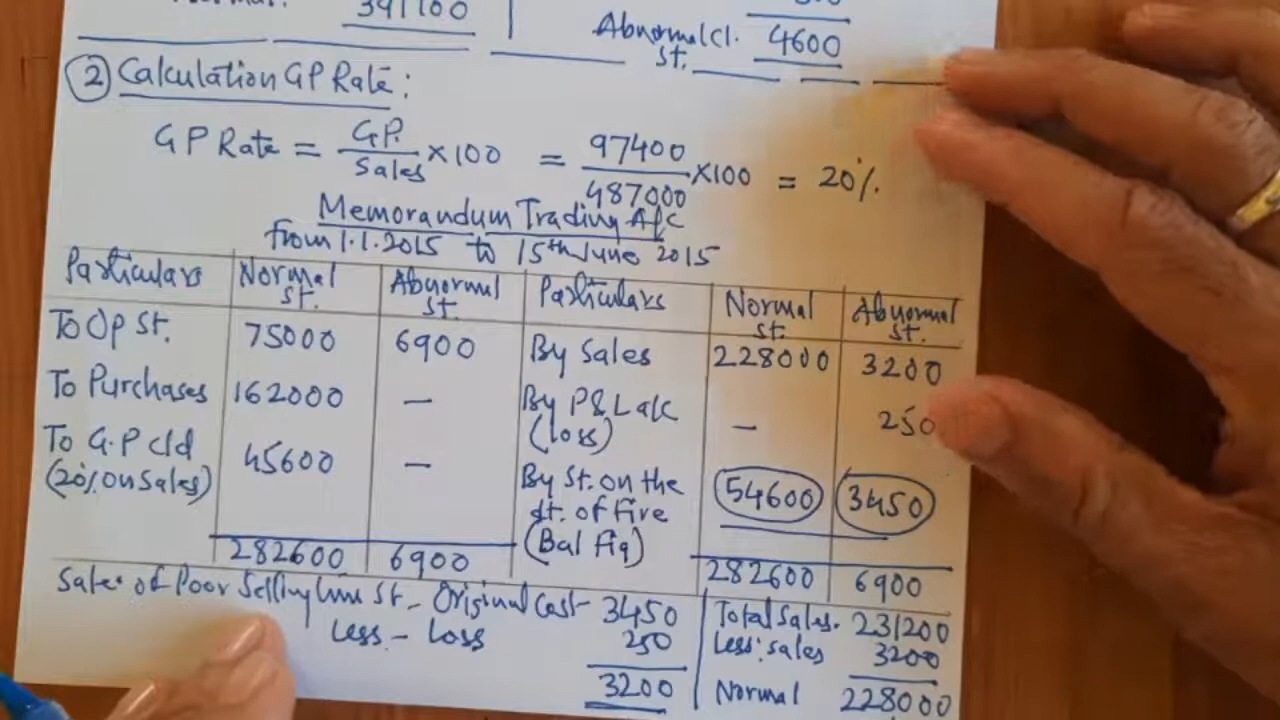 391100
Abnormal cl. st. 4600
② Calculation GP Rate:
GP Rate = GP. / Sales ×100 = 97400 / 487000 ×100 = 20%.
Memorandum Trading A/c
from 1.1.2015 to 15th June 2015
Particulars Normal st. Abnormal st. Particulars Normal st. Abnormal st.
To Op St. 75000 6900 By Sales 228000 3200
To Purchases 162000 — By P&L a/c (loss) — 250
To G.P c/d (20% on Sales) 45600 — By St. on the dt. of Fire (Bal Fig) 54600 3450
282600 6900 282600 6900
Sales of Poor Selling line St - Original Cost - 3450 Total Sales. 231200
Less - Loss 250 Less: sales 3200
3200 Normal 228000